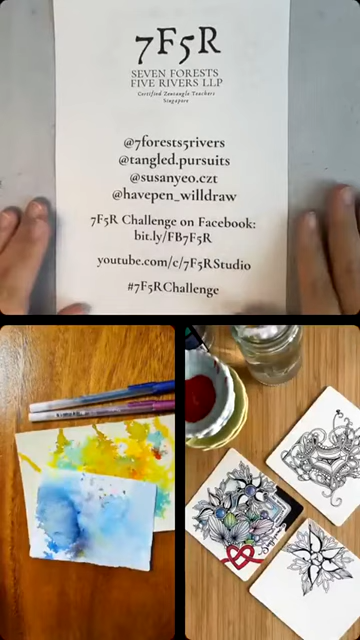 7F5R
SEVEN FORESTS
FIVE RIVERS LLP
Certified Zentangle Teachers
Singapore
@7forests5rivers
@tangled.pursuits
@susanyeo.czt
@havepen_willdraw
7F5R Challenge on Facebook:
bit.ly/FB7F5R
youtube.com/c/7F5RStudio
#7F5RChallenge